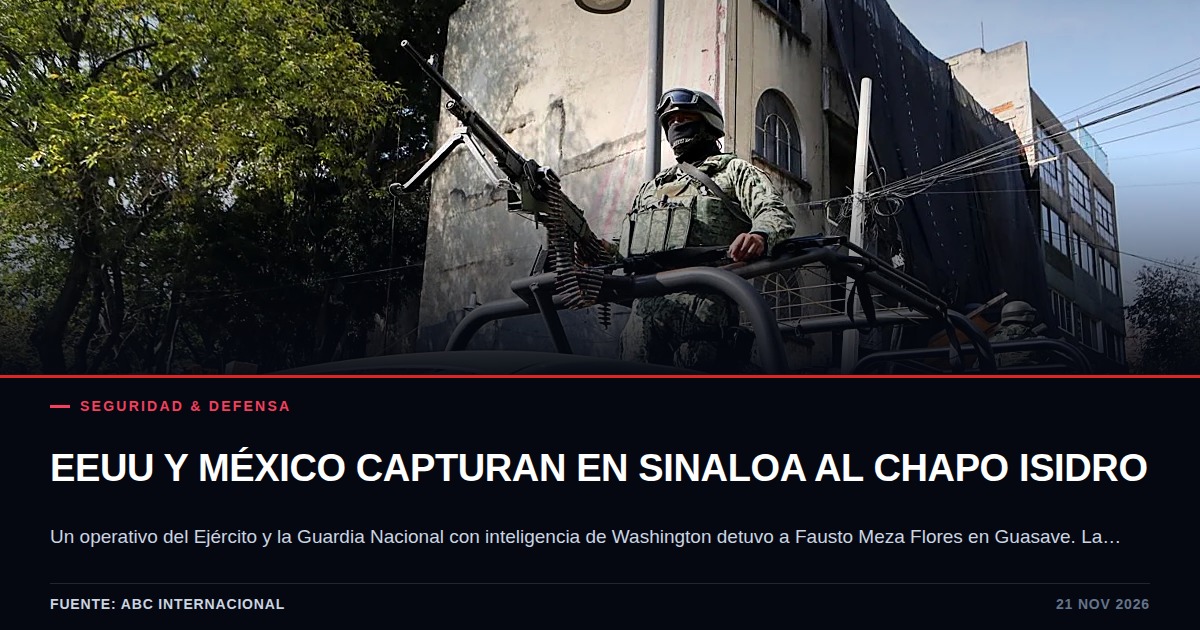 SEGURIDAD & DEFENSA
EEUU Y MÉXICO CAPTURAN EN SINALOA AL CHAPO ISIDRO
Un operativo del Ejército y la Guardia Nacional con inteligencia de Washington detuvo a Fausto Meza Flores en Guasave. La…
FUENTE: ABC INTERNACIONAL
21 NOV 2026